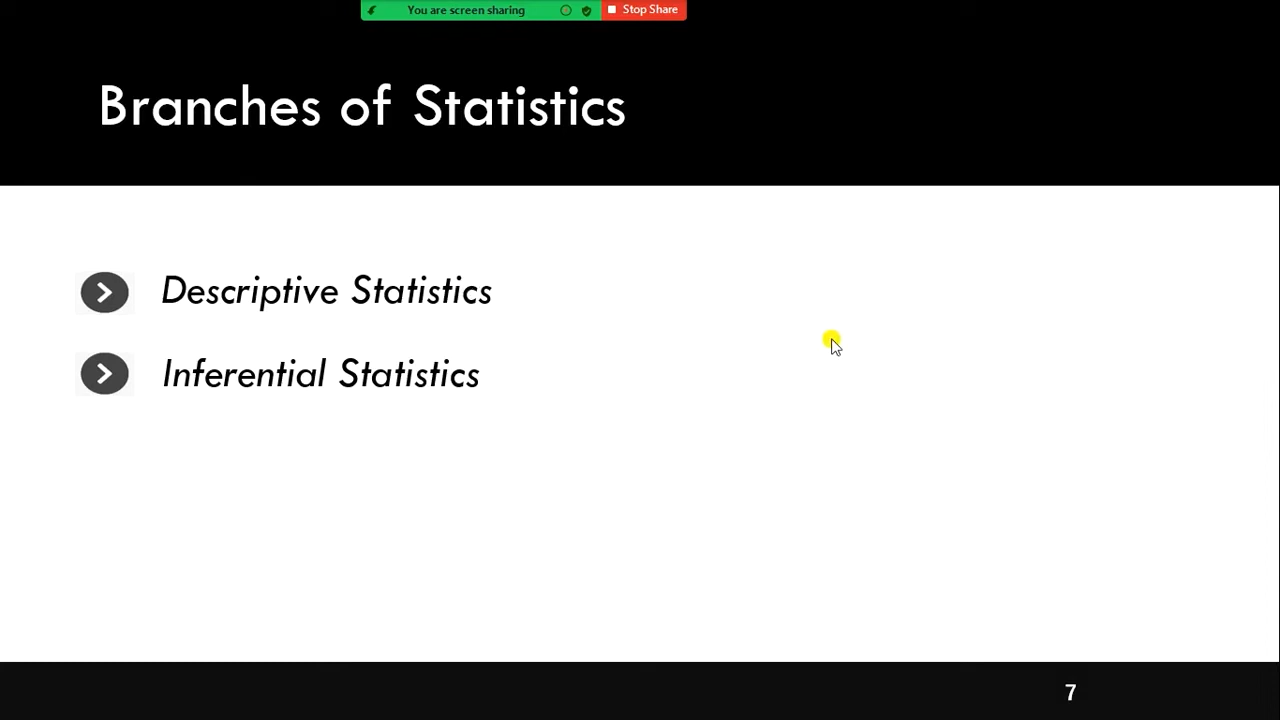 You are screen sharing
Stop Share
Branches of Statistics
Descriptive Statistics
Inferential Statistics
7